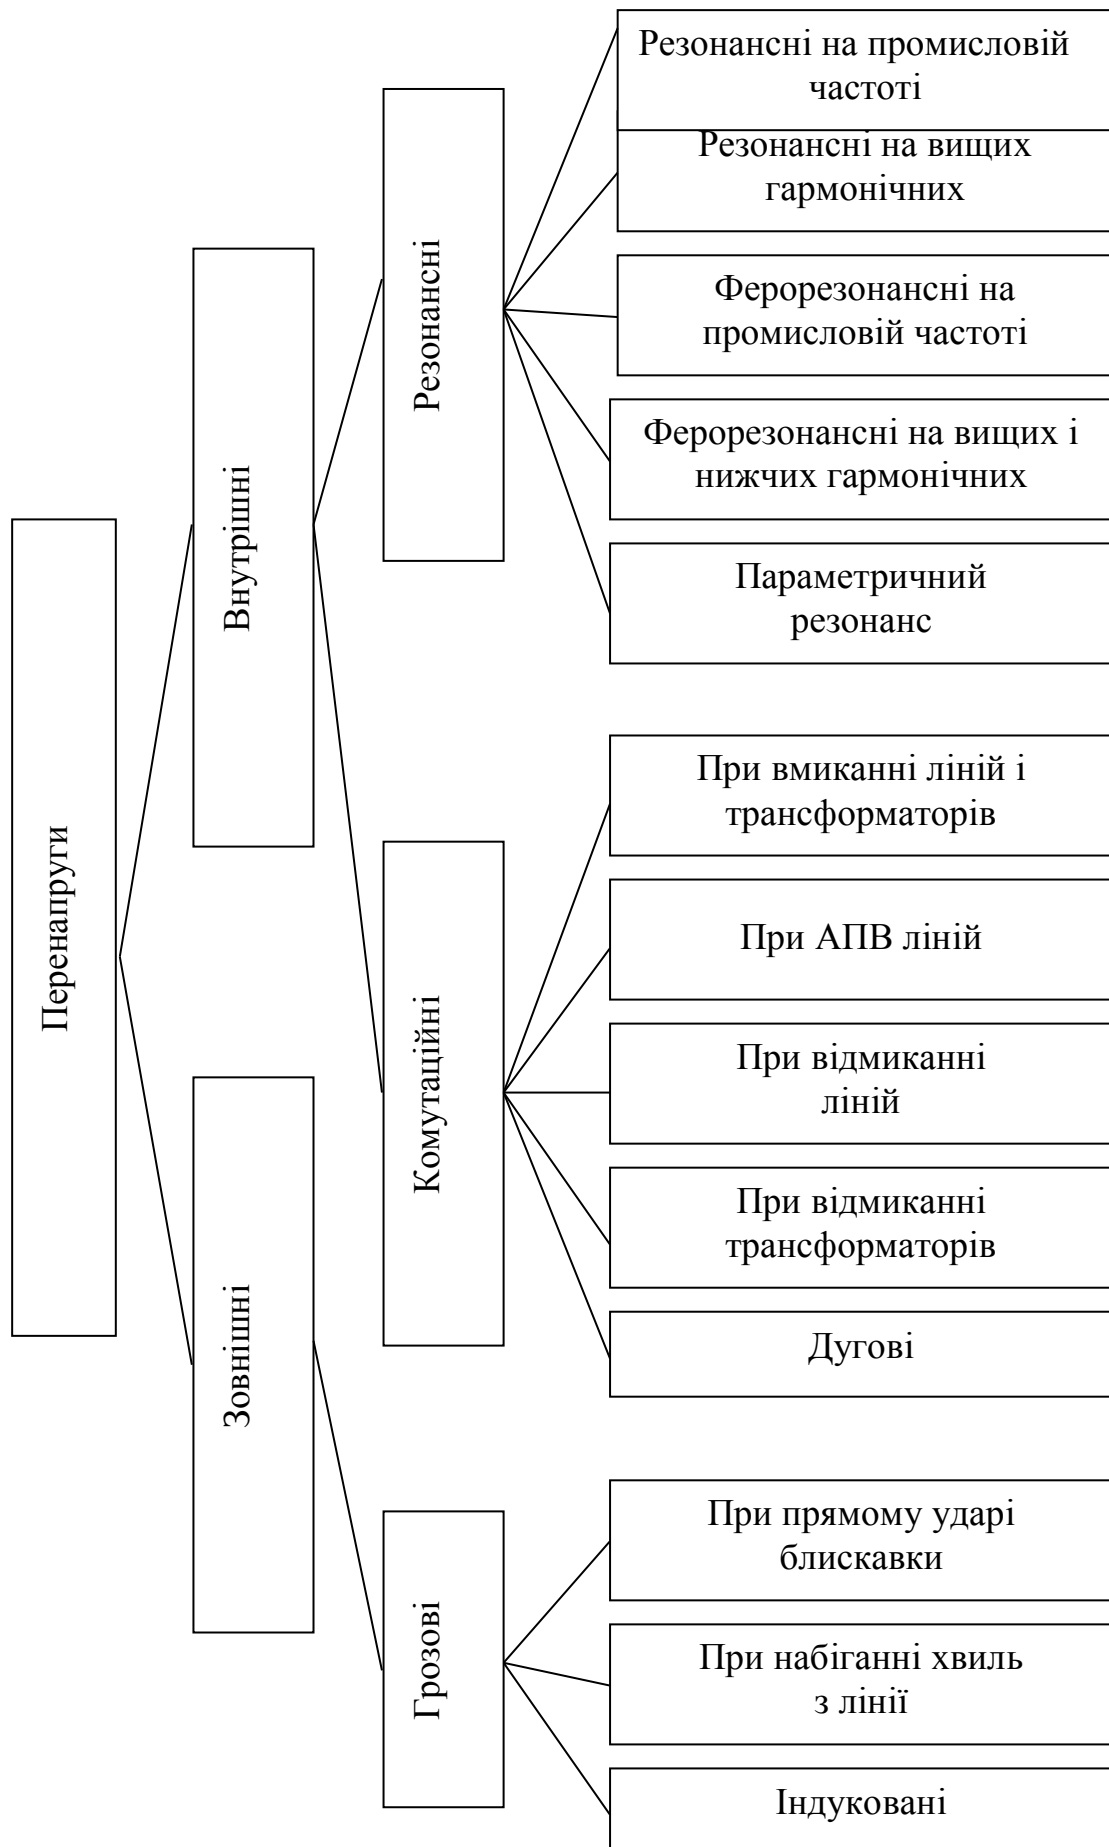 Перенапруги
Внутрішні
Зовнішні
Резонансні
Комутаційні
Грозові
Резонансні на промисловій
частоті
Резонансні на вищих
гармонічних
Ферорезонансні на
промисловій частоті
Ферорезонансні на вищих і
нижчих гармонічних
Параметричний
резонанс
При вмиканні ліній і
трансформаторів
При АПВ ліній
При відмиканні
ліній
При відмиканні
трансформаторів
Дугові
При прямому ударі
блискавки
При набіганні хвиль
з лінії
Індуковані